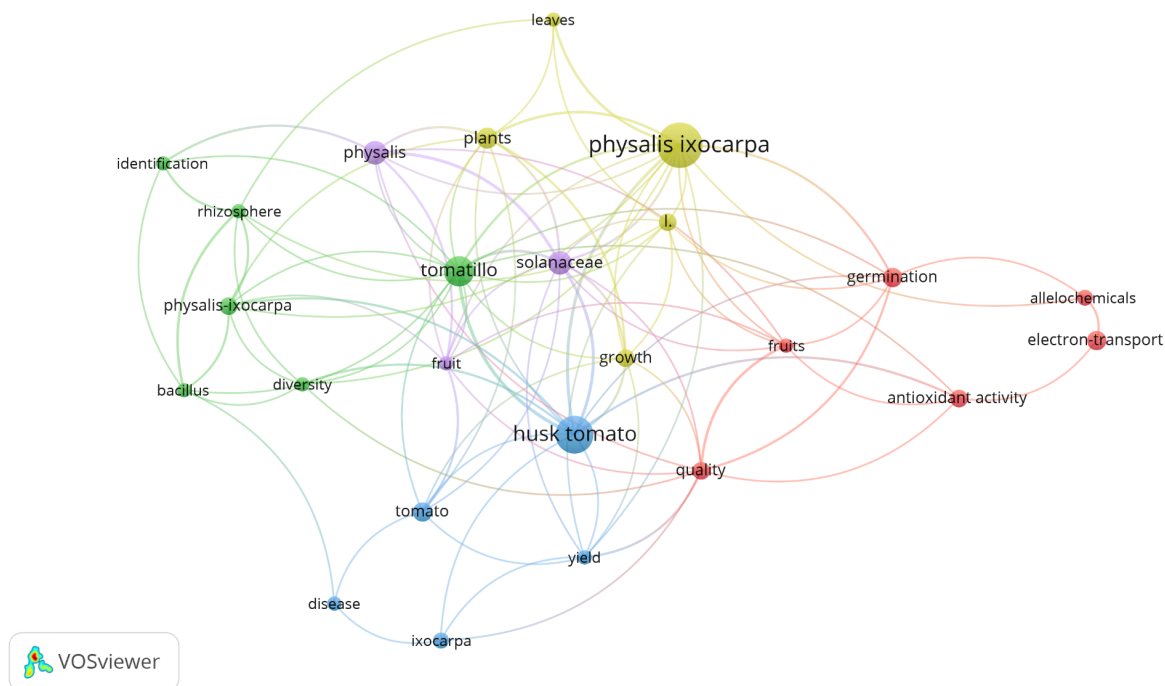 leaves
plants
physalis ixocarpa
physalis
identification
rhizosphere
l.
solanaceae
tomatillo
germination
allelochemicals
physalis-ixocarpa
electron-transport
fruits
growth
fruit
diversity
bacillus
antioxidant activity
husk tomato
quality
tomato
yield
disease
ixocarpa
VOSviewer